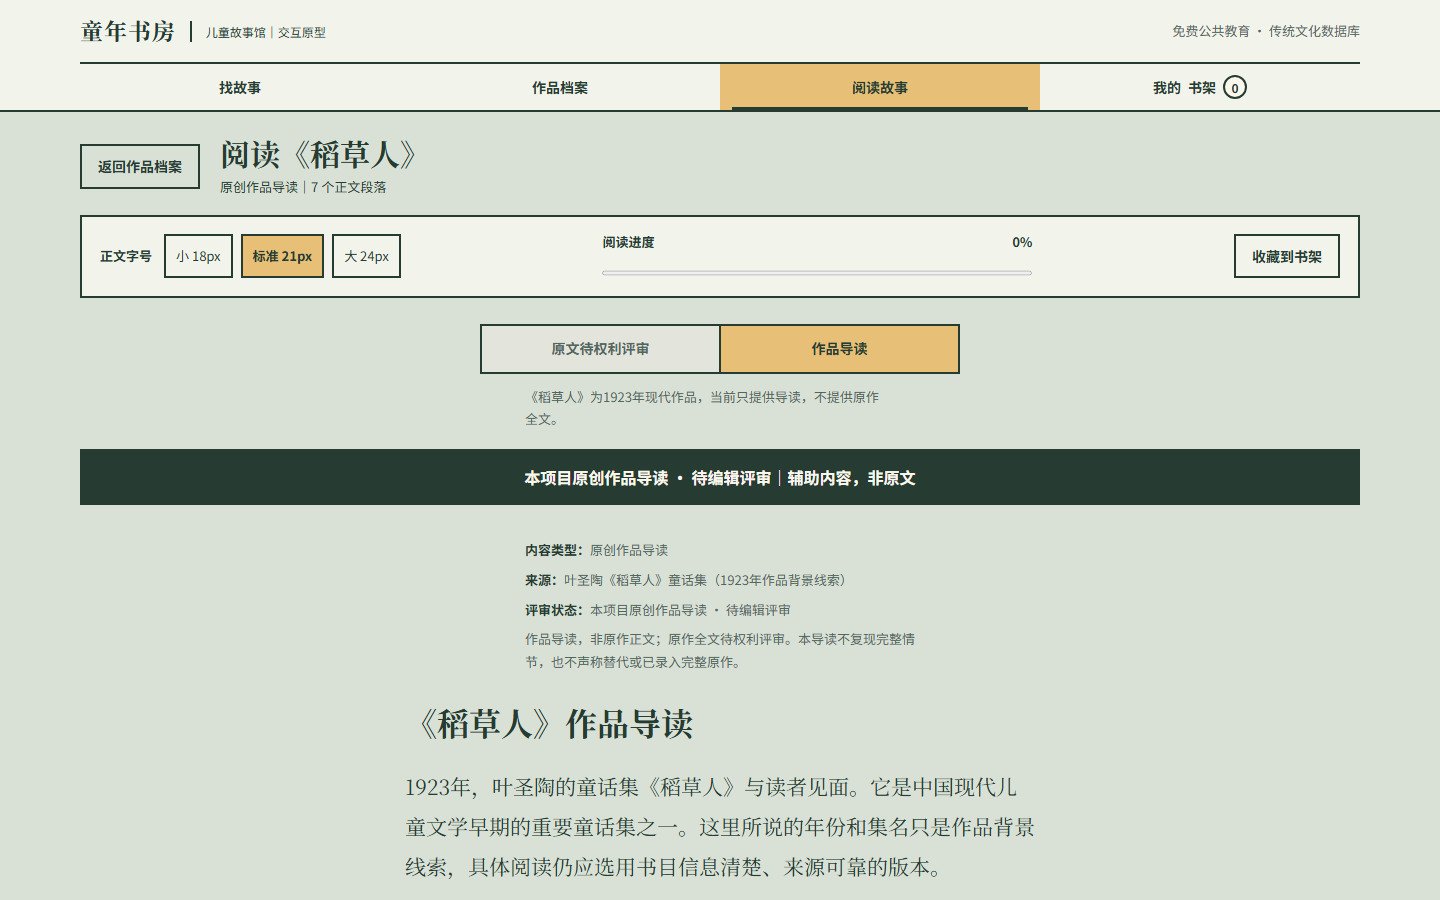 童年书房
儿童故事馆｜交互原型
免费公共教育 · 传统文化数据库
找故事
作品档案
阅读故事
我的 书架 0
返回作品档案
阅读《稻草人》
原创作品导读｜7 个正文段落
正文字号
小 18px
标准 21px
大 24px
阅读进度
0%
收藏到书架
原文待权利评审
作品导读
《稻草人》为1923年现代作品，当前只提供导读，不提供原作
全文。
本项目原创作品导读 · 待编辑评审｜辅助内容，非原文
内容类型：原创作品导读
来源：叶圣陶《稻草人》童话集（1923年作品背景线索）
评审状态：本项目原创作品导读 · 待编辑评审
作品导读，非原作正文；原作全文待权利评审。本导读不复现完整情
节，也不声称替代或已录入完整原作。
《稻草人》作品导读
1923年，叶圣陶的童话集《稻草人》与读者见面。它是中国现代儿
童文学早期的重要童话集之一。这里所说的年份和集名只是作品背景
线索，具体阅读仍应选用书目信息清楚、来源可靠的版本。